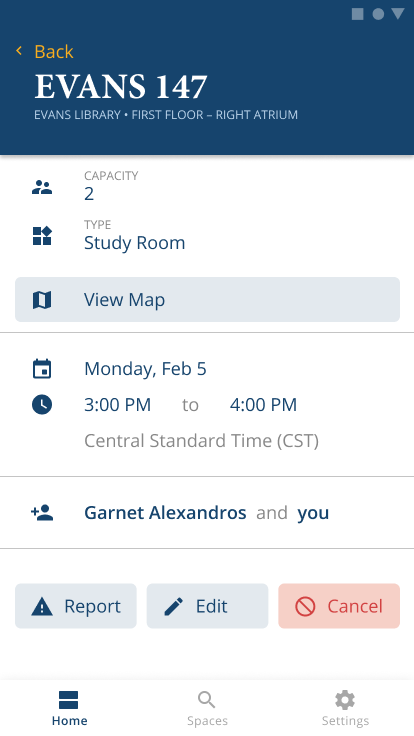 Back
EVANS 147
EVANS LIBRARY • FIRST FLOOR – RIGHT ATRIUM
CAPACITY
2
TYPE
Study Room
View Map
Monday, Feb 5
3:00 PM to 4:00 PM
Central Standard Time (CST)
Garnet Alexandros and you
Report Edit Cancel
Home Spaces Settings